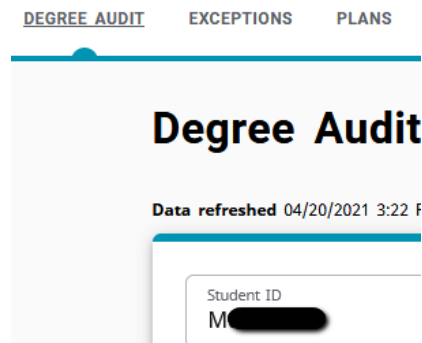 DEGREE AUDIT EXCEPTIONS PLANS
Degree Audit
Data refreshed 04/20/2021 3:22
Student ID
M